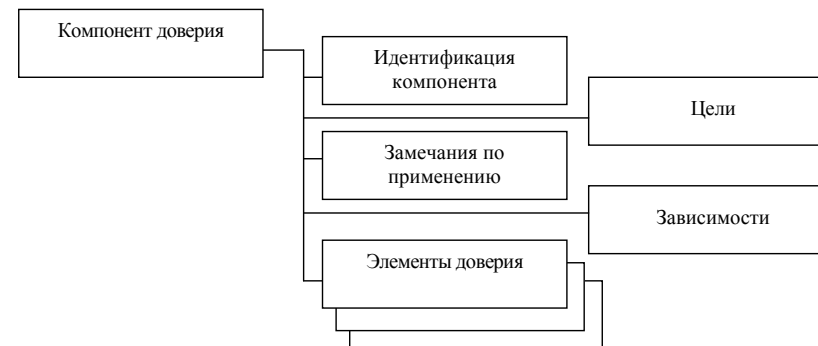 Компонент доверия
Идентификация
компонента
Цели
Замечания по
применению
Зависимости
Элементы доверия